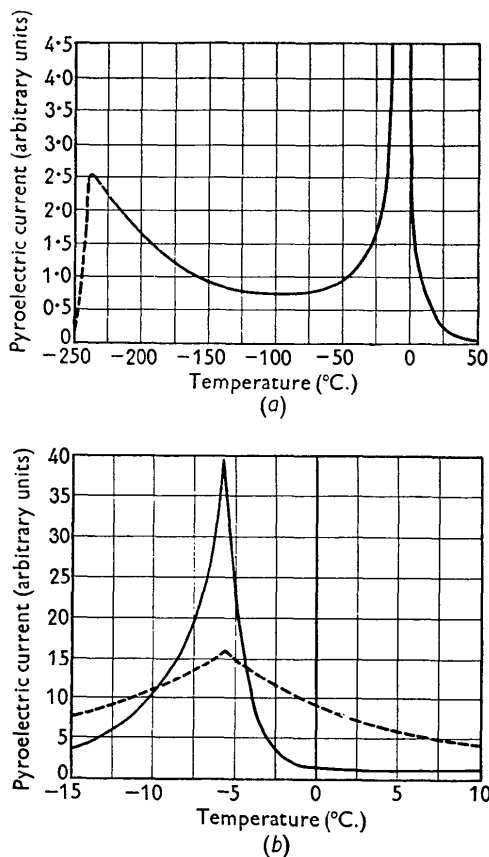 Pyroelectric current (arbitrary units)
4·5
4·0
3·5
3·0
2·5
2·0
1·5
1·0
0·5
0
−250 −200 −150 −100 −50 0 50
Temperature (°C.)
(a)
Pyroelectric current (arbitrary units)
40
35
30
25
20
15
10
5
0
−15 −10 −5 0 5 10
Temperature (°C.)
(b)